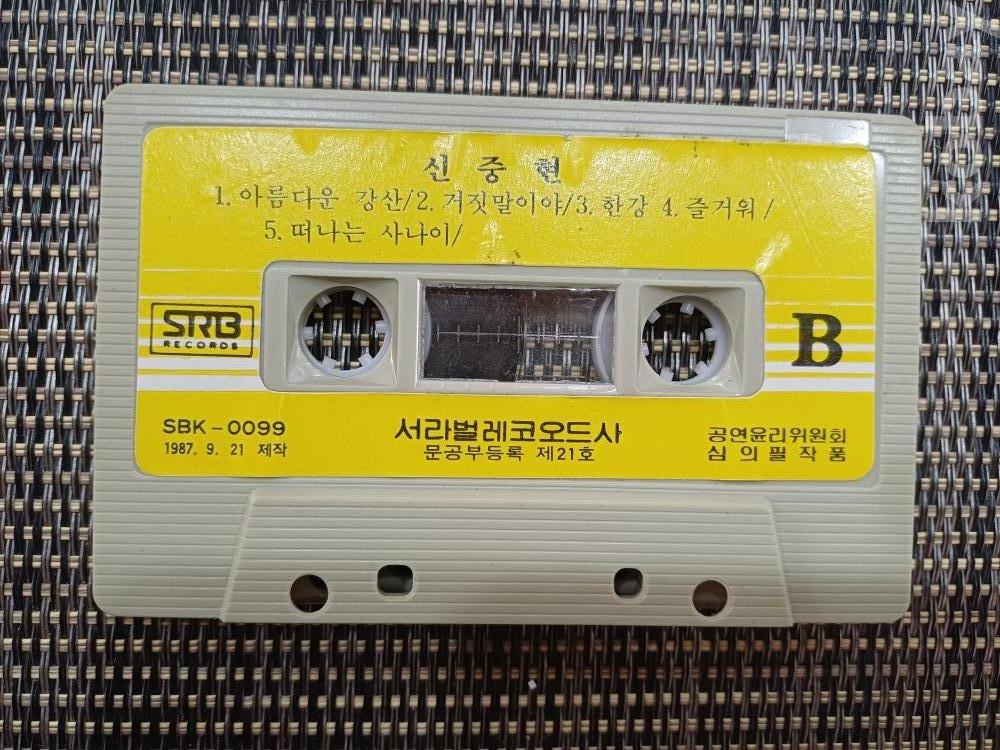 신중현
1. 아름다운 강산/2. 거짓말이야/3. 한강 4. 즐거워/
5. 떠나는 사나이/
SRB
RECORDS
B
SBK-0099
1987. 9. 21 제작
서라벌레코오드사
문공부등록 제21호
공연윤리위원회
심의필작품